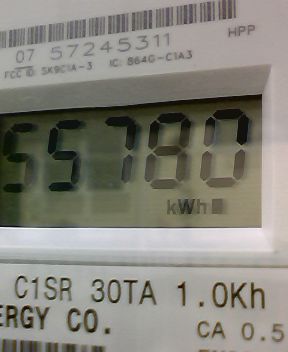 07 57245311 HPP
FCC ID: SK9C1A-3 IC: 864G-C1A3
55780
kWh
C1SR 30TA 1.0Kh
ERGY CO. CA 0.5